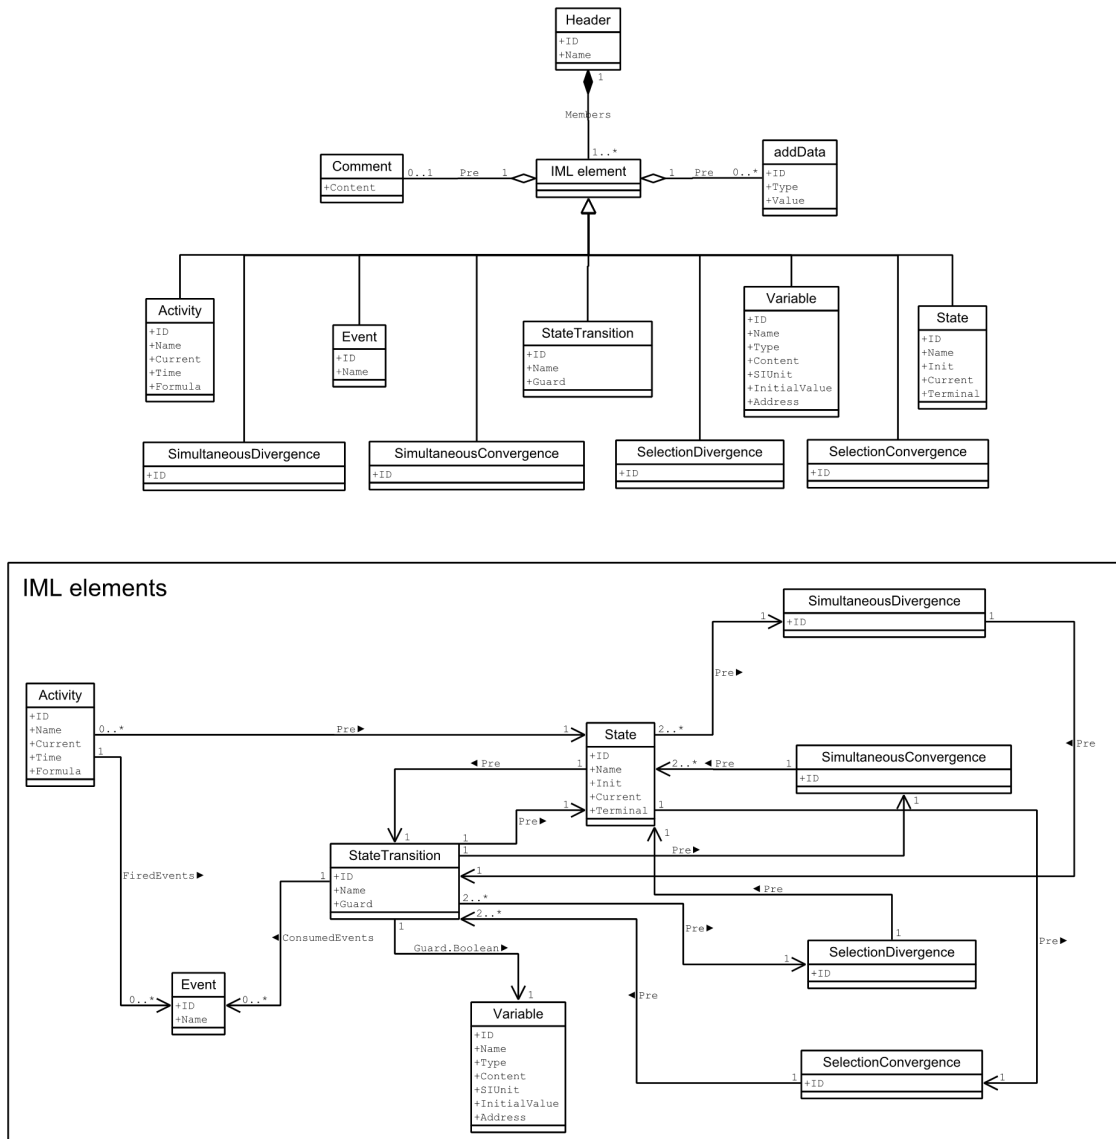 Header
+ID
+Name
1
Members
1..*
Comment
+Content
0..1 Pre 1
IML element
1 Pre 0..*
addData
+ID
+Type
+Value
Activity
+ID
+Name
+Current
+Time
+Formula
Event
+ID
+Name
StateTransition
+ID
+Name
+Guard
Variable
+ID
+Name
+Type
+Content
+SIUnit
+InitialValue
+Address
State
+ID
+Name
+Init
+Current
+Terminal
SimultaneousDivergence
+ID
SimultaneousConvergence
+ID
SelectionDivergence
+ID
SelectionConvergence
+ID
IML elements
SimultaneousDivergence
+ID
1
1
Pre►
◄Pre
Activity
+ID
+Name
+Current
+Time
+Formula
0..*
Pre►
1
1
State
+ID
+Name
+Init
+Current
+Terminal
2..*
1
◄ Pre
2..* ◄ Pre 1
SimultaneousConvergence
+ID
1
1
1
Pre►
1
1
1
Pre►
1
StateTransition
+ID
+Name
+Guard
1
1
FiredEvents►
2..*
2..*
◄ Pre
Pre►
Pre►
◄ConsumedEvents
1
Guard.Boolean►
1
1
SelectionDivergence
+ID
Event
+ID
+Name
0..*
0..*
1
◄Pre
Variable
+ID
+Name
+Type
+Content
+SIUnit
+InitialValue
+Address
SelectionConvergence
+ID
1
1